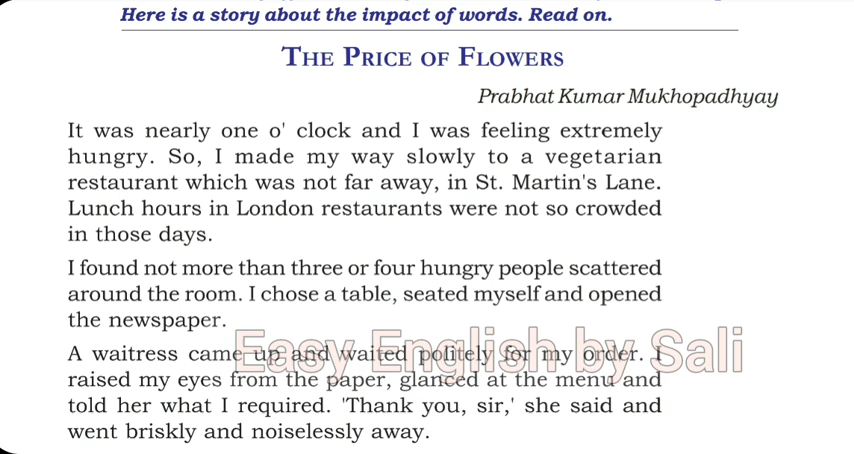 Here is a story about the impact of words. Read on.
THE PRICE OF FLOWERS
Prabhat Kumar Mukhopadhyay
It was nearly one o' clock and I was feeling extremely
hungry. So, I made my way slowly to a vegetarian
restaurant which was not far away, in St. Martin's Lane.
Lunch hours in London restaurants were not so crowded
in those days.
I found not more than three or four hungry people scattered
around the room. I chose a table, seated myself and opened
the newspaper.
Easy English by Sali
A waitress came up and waited politely for my order. I
raised my eyes from the paper, glanced at the menu and
told her what I required. 'Thank you, sir,' she said and
went briskly and noiselessly away.